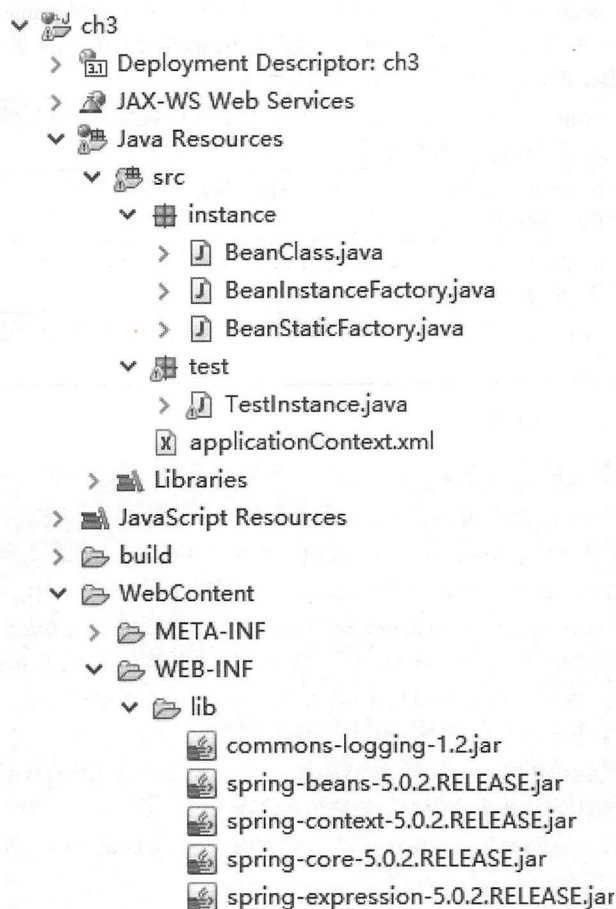 ch3
Deployment Descriptor: ch3
JAX-WS Web Services
Java Resources
src
instance
BeanClass.java
BeanInstanceFactory.java
BeanStaticFactory.java
test
TestInstance.java
applicationContext.xml
Libraries
JavaScript Resources
build
WebContent
META-INF
WEB-INF
lib
commons-logging-1.2.jar
spring-beans-5.0.2.RELEASE.jar
spring-context-5.0.2.RELEASE.jar
spring-core-5.0.2.RELEASE.jar
spring-expression-5.0.2.RELEASE.jar